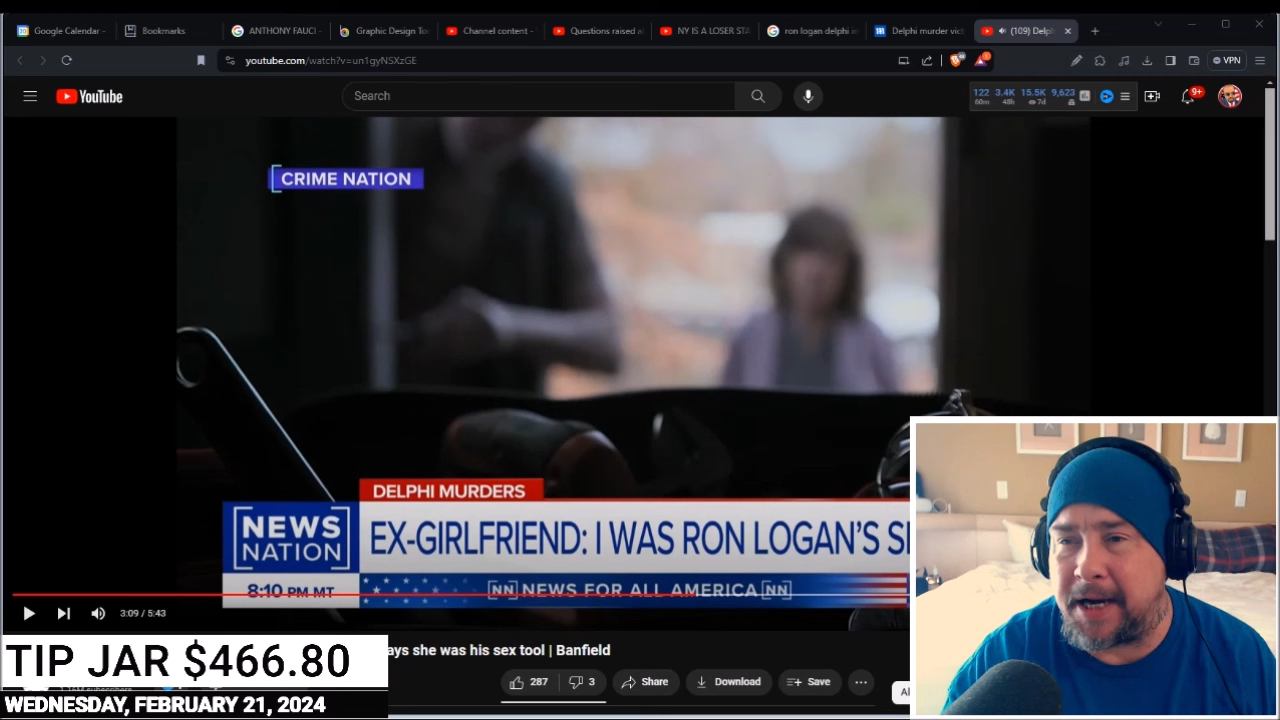 Google Calendar -
Bookmarks
ANTHONY FAUCI -
Graphic Design To
Channel content -
Questions raised a
NY IS A LOSER STA
ron logan delphi i
Delphi murder vic
(109) Delp
youtube.com/watch?v=un1gyNSXzGE
VPN
YouTube
Search
122 3.4K 15.5K 9,623
60m 48h 7d
9+
CRIME NATION
DELPHI MURDERS
NEWS NATION
EX-GIRLFRIEND: I WAS RON LOGAN'S S
8:10 PM MT
NN NEWS FOR ALL AMERICA NN
3:09 / 5:43
ays she was his sex tool | Banfield
TIP JAR $466.80
287
3
Share
Download
Save
Al
WEDNESDAY, FEBRUARY 21, 2024